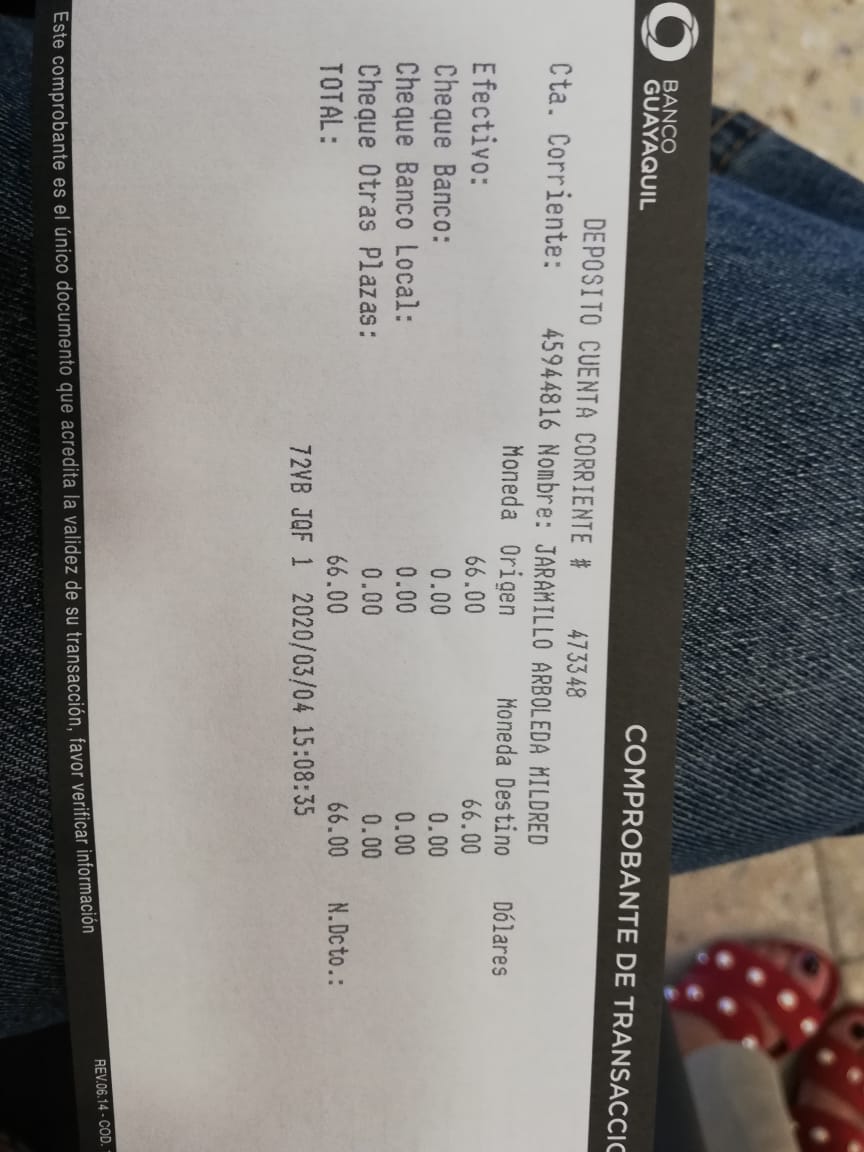 BANCO
GUAYAQUIL
COMPROBANTE DE TRANSACCIO
DEPOSITO CUENTA CORRIENTE # 473348
Cta. Corriente: 45944816 Nombre: JARAMILLO ARBOLEDA MILDRED
Moneda Origen Moneda Destino Dólares
Efectivo: 66.00 66.00
Cheque Banco: 0.00 0.00
Cheque Banco Local: 0.00 0.00
Cheque Otras Plazas: 0.00 0.00
TOTAL: 66.00 66.00 N.Dcto.:
72VB JQF 1 2020/03/04 15:08:35
Este comprobante es el único documento que acredita la validez de su transacción, favor verificar información
REV.06.14 - COD.